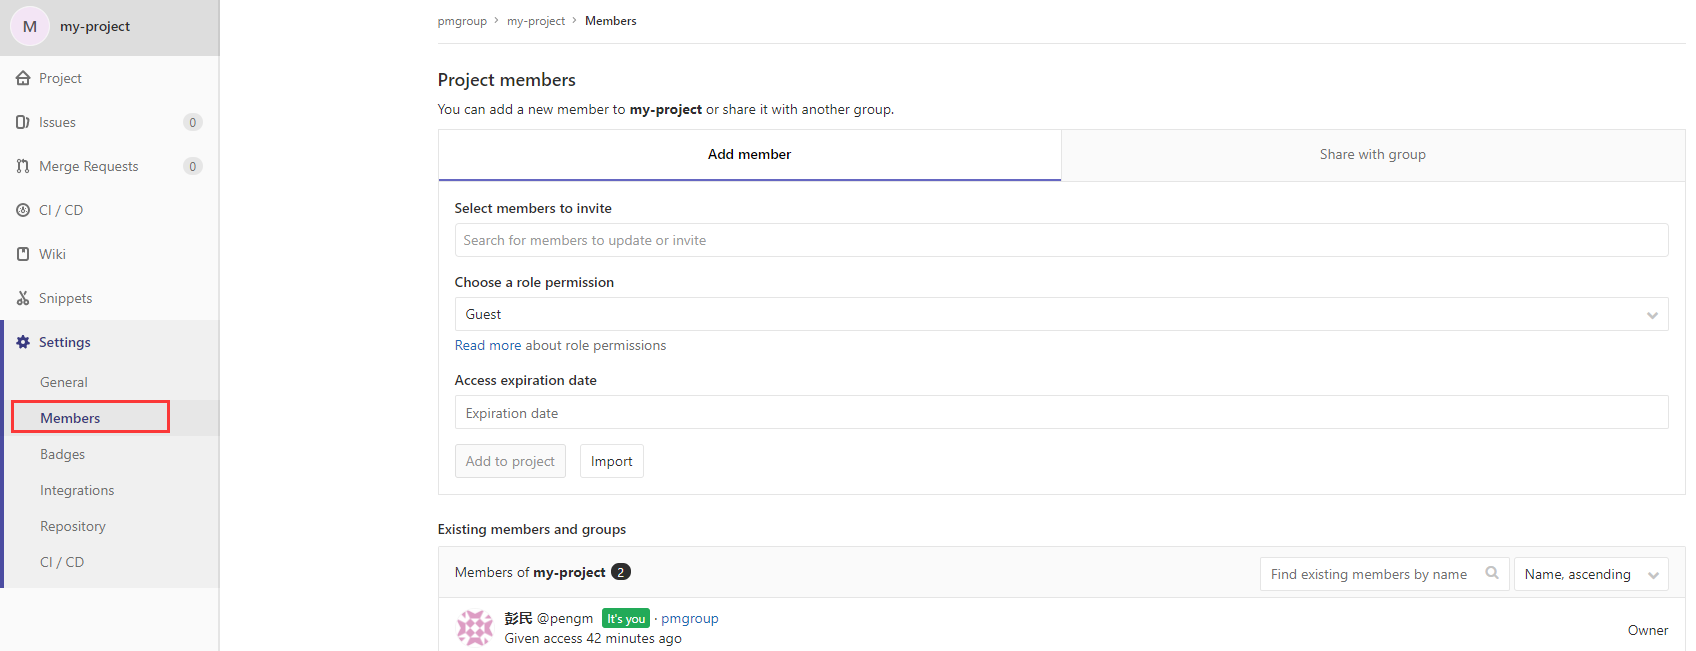 M my-project
Project
Issues 0
Merge Requests 0
CI / CD
Wiki
Snippets
Settings
General
Members
Badges
Integrations
Repository
CI / CD
pmgroup › my-project › Members
Project members
You can add a new member to my-project or share it with another group.
Add member Share with group
Select members to invite
Search for members to update or invite
Choose a role permission
Guest
Read more about role permissions
Access expiration date
Expiration date
Add to project Import
Existing members and groups
Members of my-project 2 Find existing members by name Name, ascending
彭民 @pengm It's you · pmgroup
Given access 42 minutes ago
Owner